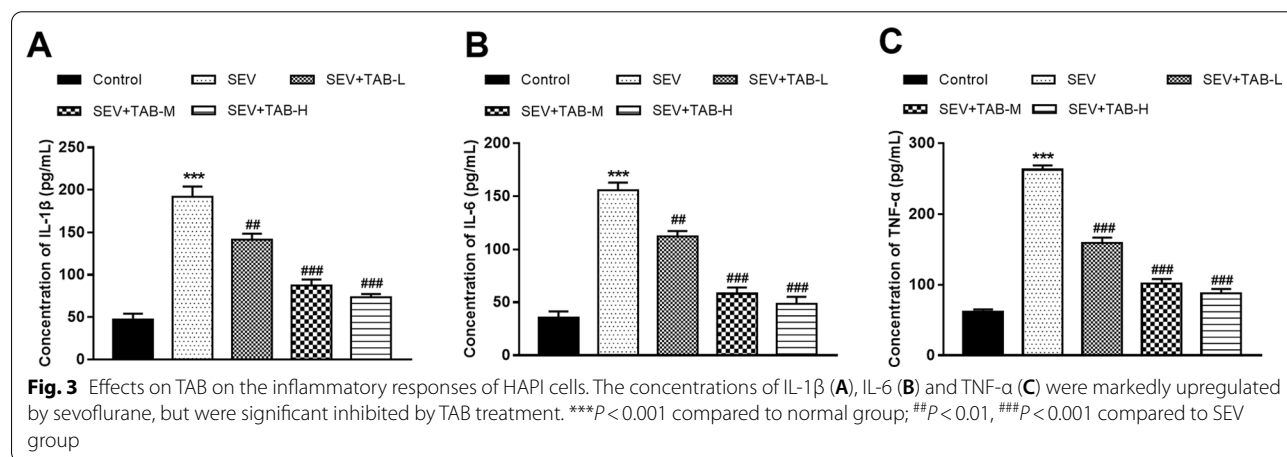 A
Control SEV SEV+TAB-L
SEV+TAB-M SEV+TAB-H
Concentration of IL-1β (pg/mL)
250
200
150
100
50
0
***
##
###
###
B
Control SEV SEV+TAB-L
SEV+TAB-M SEV+TAB-H
Concentration of IL-6 (pg/mL)
200
150
100
50
0
***
##
###
###
C
Control SEV SEV+TAB-L
SEV+TAB-M SEV+TAB-H
Concentration of TNF-α (pg/mL)
300
200
100
0
***
###
###
###
Fig. 3 Effects on TAB on the inflammatory responses of HAPI cells. The concentrations of IL-1β (A), IL-6 (B) and TNF-α (C) were markedly upregulated
by sevoflurane, but were significant inhibited by TAB treatment. ***P < 0.001 compared to normal group; ##P < 0.01, ###P < 0.001 compared to SEV
group